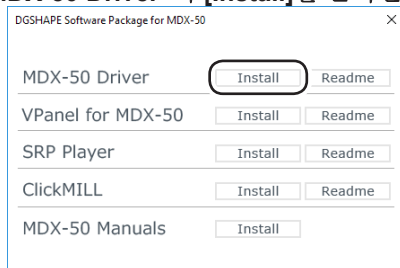 [Install]
DGSHAPE Software Package for MDX-50
MDX-50 Driver Install Readme
VPanel for MDX-50 Install Readme
SRP Player Install Readme
ClickMILL Install Readme
MDX-50 Manuals Install